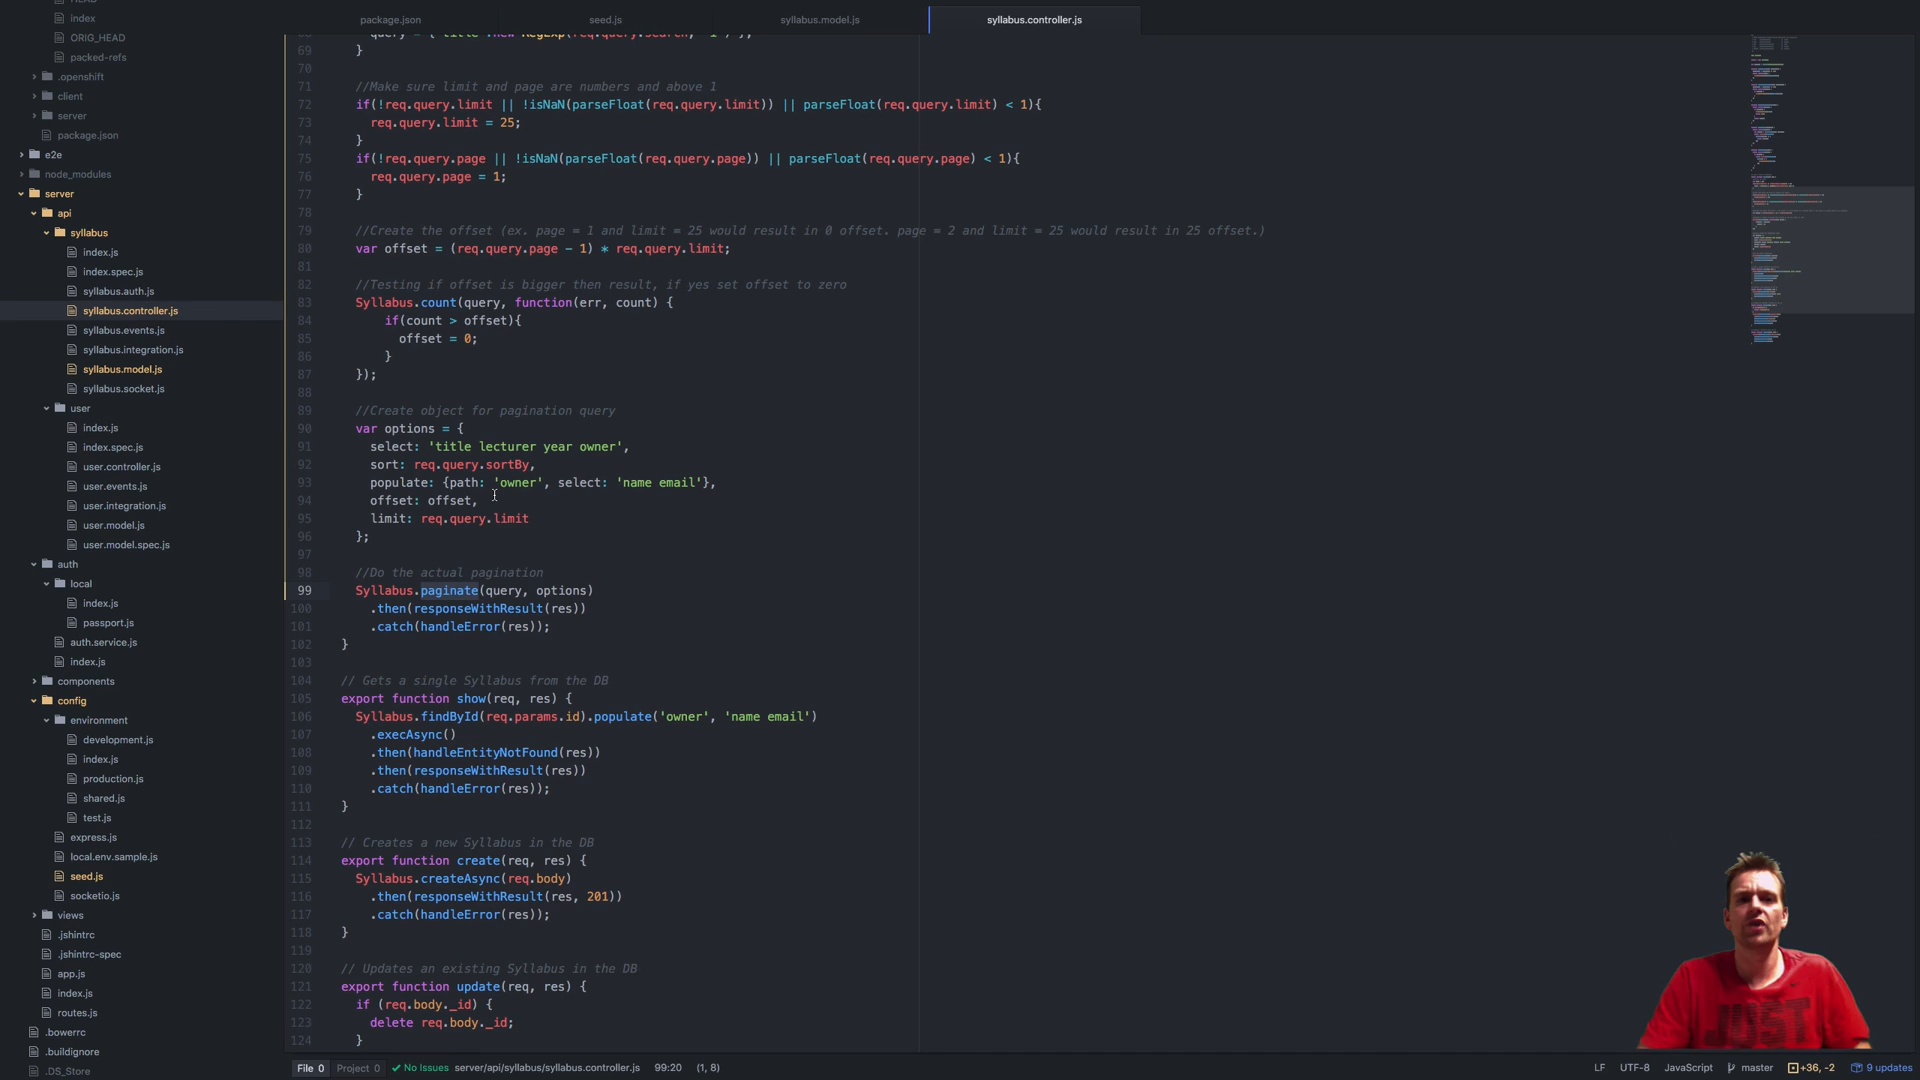 HEAD
index
ORIG_HEAD
packed-refs
.openshift
client
server
package.json
e2e
node_modules
server
api
syllabus
index.js
index.spec.js
syllabus.auth.js
syllabus.controller.js
syllabus.events.js
syllabus.integration.js
syllabus.model.js
syllabus.socket.js
user
index.js
index.spec.js
user.controller.js
user.events.js
user.integration.js
user.model.js
user.model.spec.js
auth
local
index.js
passport.js
auth.service.js
index.js
components
config
environment
development.js
index.js
production.js
shared.js
test.js
express.js
local.env.sample.js
seed.js
socketio.js
views
.jshintrc
.jshintrc-spec
app.js
index.js
routes.js
.bowerrc
.buildignore
.DS_Store
package.json seed.js syllabus.model.js syllabus.controller.js
69 }
70
71 //Make sure limit and page are numbers and above 1
72 if(!req.query.limit || !isNaN(parseFloat(req.query.limit)) || parseFloat(req.query.limit) < 1){
73 req.query.limit = 25;
74 }
75 if(!req.query.page || !isNaN(parseFloat(req.query.page)) || parseFloat(req.query.page) < 1){
76 req.query.page = 1;
77 }
78
79 //Create the offset (ex. page = 1 and limit = 25 would result in 0 offset. page = 2 and limit = 25 would result in 25 offset.)
80 var offset = (req.query.page - 1) * req.query.limit;
81
82 //Testing if offset is bigger then result, if yes set offset to zero
83 Syllabus.count(query, function(err, count) {
84 if(count > offset){
85 offset = 0;
86 }
87 });
88
89 //Create object for pagination query
90 var options = {
91 select: 'title lecturer year owner',
92 sort: req.query.sortBy,
93 populate: {path: 'owner', select: 'name email'},
94 offset: offset,
95 limit: req.query.limit
96 };
97
98 //Do the actual pagination
99 Syllabus.paginate(query, options)
100 .then(responseWithResult(res))
101 .catch(handleError(res));
102 }
103
104 // Gets a single Syllabus from the DB
105 export function show(req, res) {
106 Syllabus.findById(req.params.id).populate('owner', 'name email')
107 .execAsync()
108 .then(handleEntityNotFound(res))
109 .then(responseWithResult(res))
110 .catch(handleError(res));
111 }
112
113 // Creates a new Syllabus in the DB
114 export function create(req, res) {
115 Syllabus.createAsync(req.body)
116 .then(responseWithResult(res, 201))
117 .catch(handleError(res));
118 }
119
120 // Updates an existing Syllabus in the DB
121 export function update(req, res) {
122 if (req.body._id) {
123 delete req.body._id;
124 }
File 0 Project 0 No Issues server/api/syllabus/syllabus.controller.js 99:20 (1, 8) LF UTF-8 JavaScript master +36, -2 9 updates